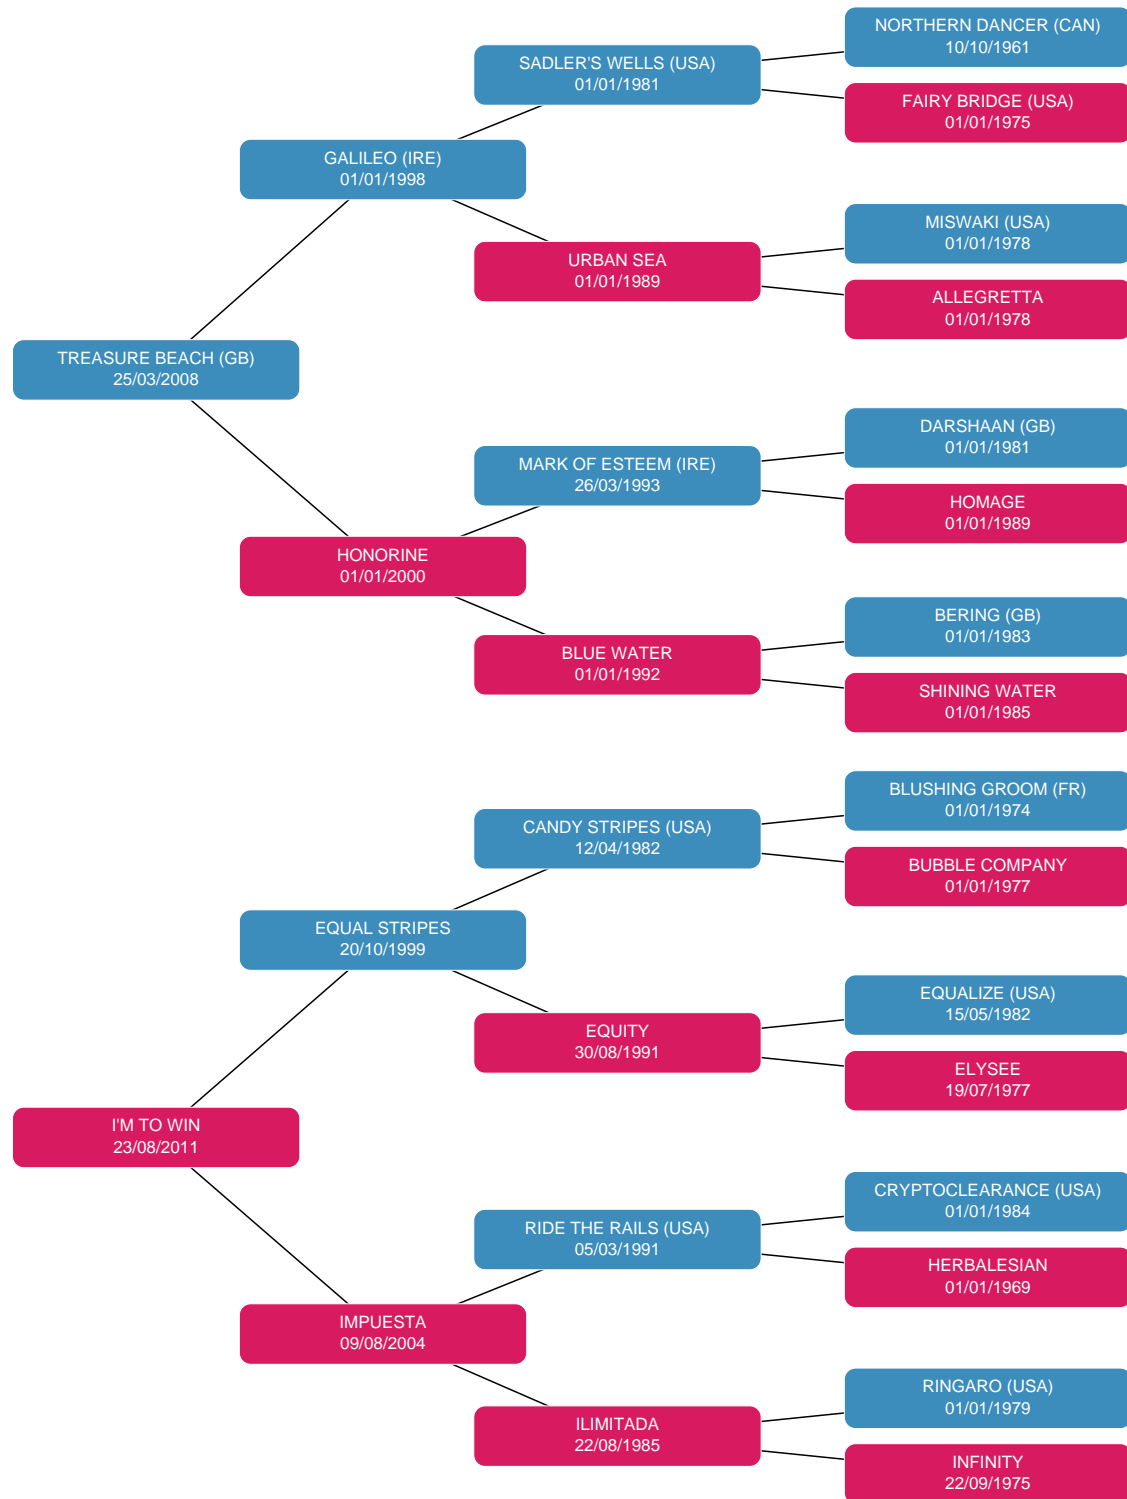 NORTHERN DANCER (CAN)
10/10/1961
SADLER'S WELLS (USA)
01/01/1981
FAIRY BRIDGE (USA)
01/01/1975
GALILEO (IRE)
01/01/1998
MISWAKI (USA)
01/01/1978
URBAN SEA
01/01/1989
ALLEGRETTA
01/01/1978
TREASURE BEACH (GB)
25/03/2008
DARSHAAN (GB)
01/01/1981
MARK OF ESTEEM (IRE)
26/03/1993
HOMAGE
01/01/1989
HONORINE
01/01/2000
BERING (GB)
01/01/1983
BLUE WATER
01/01/1992
SHINING WATER
01/01/1985
BLUSHING GROOM (FR)
01/01/1974
CANDY STRIPES (USA)
12/04/1982
BUBBLE COMPANY
01/01/1977
EQUAL STRIPES
20/10/1999
EQUALIZE (USA)
15/05/1982
EQUITY
30/08/1991
ELYSEE
19/07/1977
I'M TO WIN
23/08/2011
CRYPTOCLEARANCE (USA)
01/01/1984
RIDE THE RAILS (USA)
05/03/1991
HERBALESIAN
01/01/1969
IMPUESTA
09/08/2004
RINGARO (USA)
01/01/1979
ILIMITADA
22/08/1985
INFINITY
22/09/1975